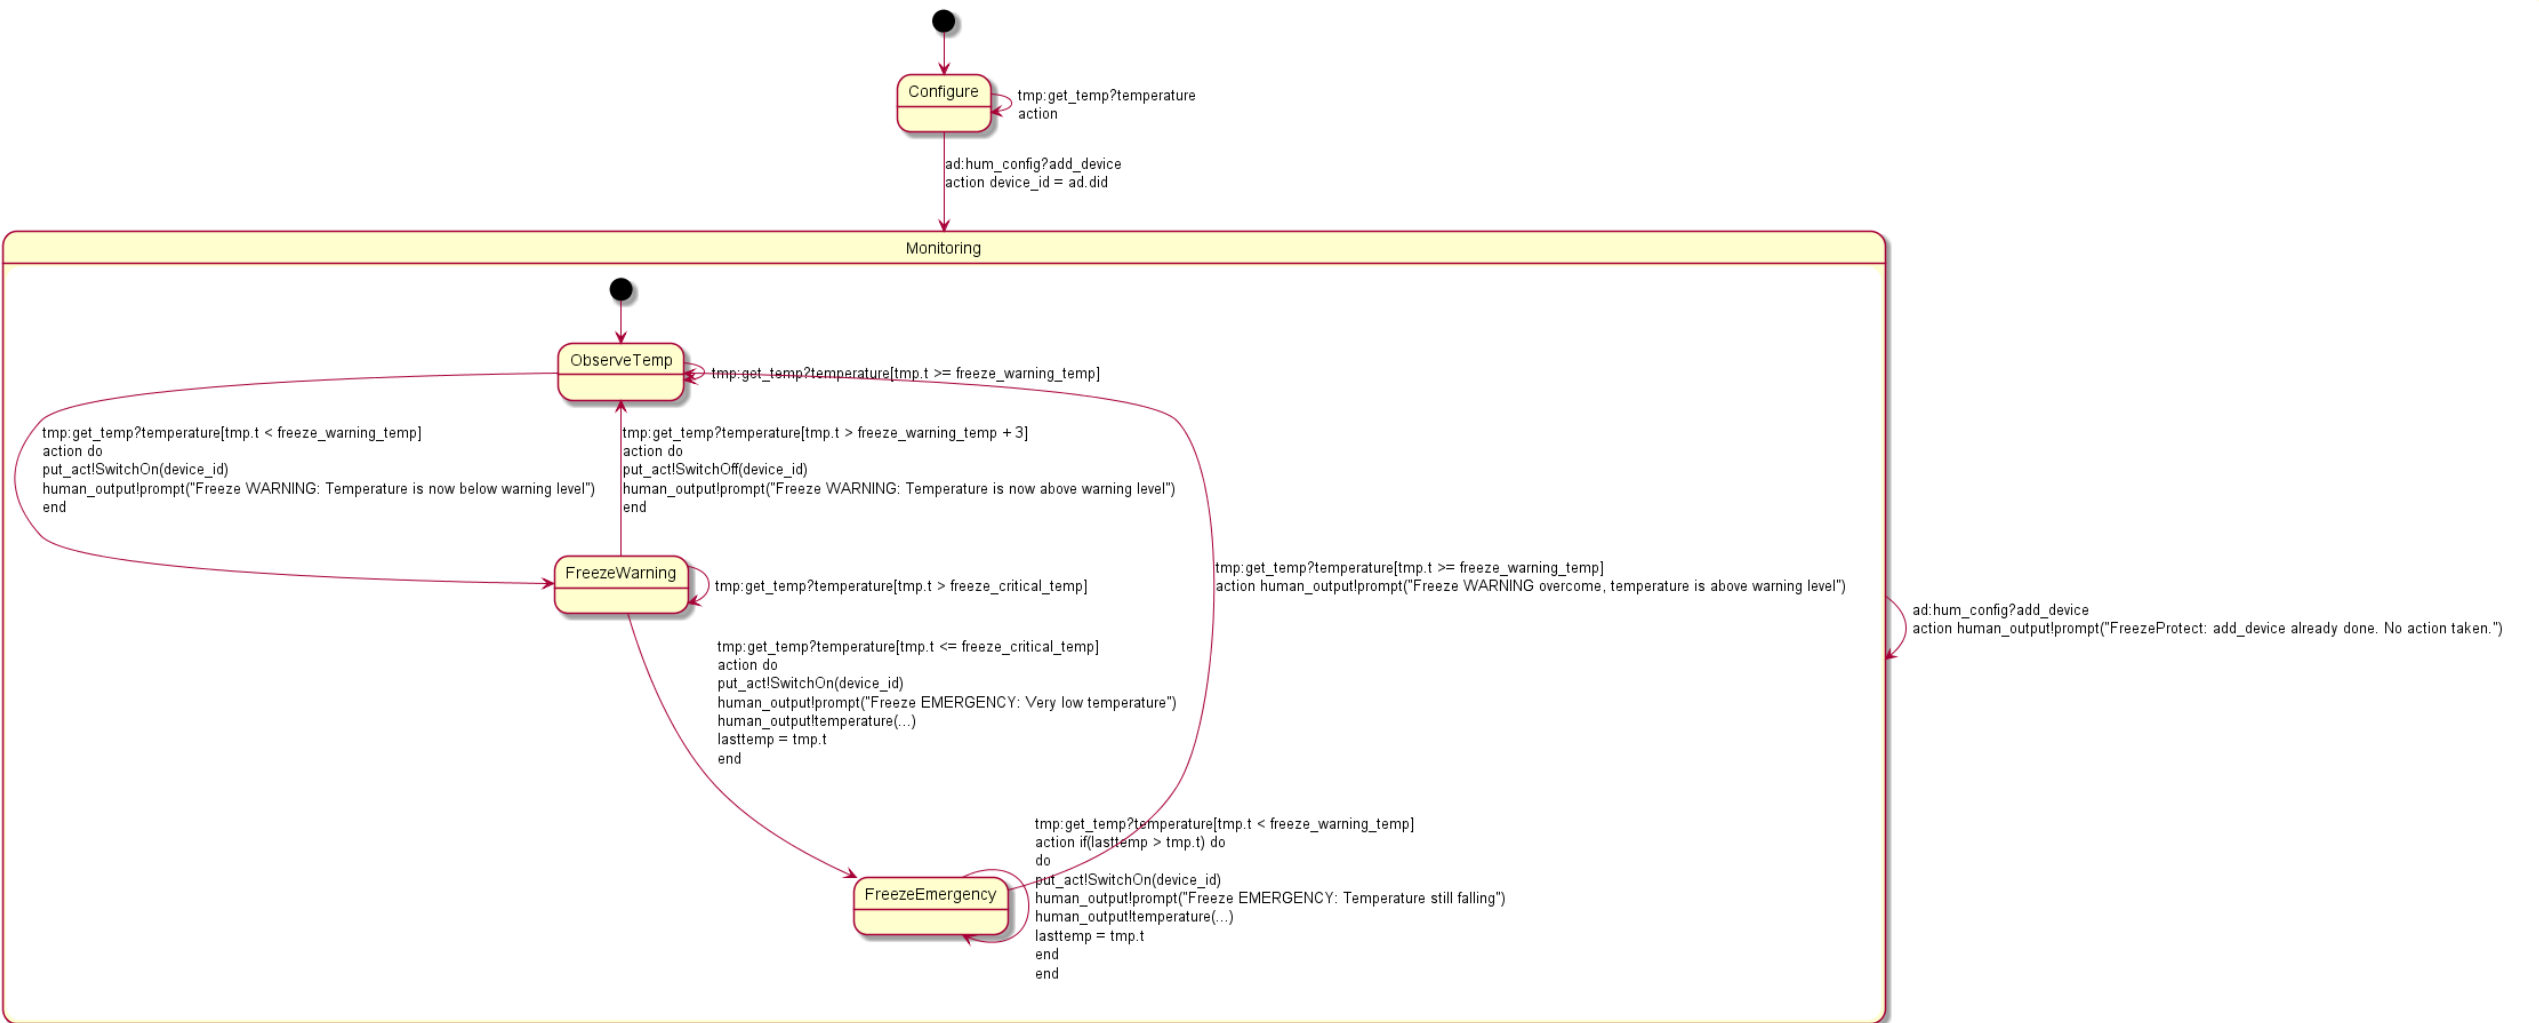 Configure
tmp:get_temp?temperature
action
ad:hum_config?add_device
action device_id = ad.did
Monitoring
ObserveTemp
tmp:get_temp?temperature[tmp.t >= freeze_warning_temp]
tmp:get_temp?temperature[tmp.t < freeze_warning_temp]
action do
put_act!SwitchOn(device_id)
human_output!prompt("Freeze WARNING: Temperature is now below warning level")
end
tmp:get_temp?temperature[tmp.t > freeze_warning_temp + 3]
action do
put_act!SwitchOff(device_id)
human_output!prompt("Freeze WARNING: Temperature is now above warning level")
end
FreezeWarning
tmp:get_temp?temperature[tmp.t > freeze_critical_temp]
tmp:get_temp?temperature[tmp.t >= freeze_warning_temp]
action human_output!prompt("Freeze WARNING overcome, temperature is above warning level")
ad:hum_config?add_device
action human_output!prompt("FreezeProtect: add_device already done. No action taken.")
tmp:get_temp?temperature[tmp.t <= freeze_critical_temp]
action do
put_act!SwitchOn(device_id)
human_output!prompt("Freeze EMERGENCY: Very low temperature")
human_output!temperature(...)
lasttemp = tmp.t
end
FreezeEmergency
tmp:get_temp?temperature[tmp.t < freeze_warning_temp]
action if(lasttemp > tmp.t) do
do
put_act!SwitchOn(device_id)
human_output!prompt("Freeze EMERGENCY: Temperature still falling")
human_output!temperature(...)
lasttemp = tmp.t
end
end